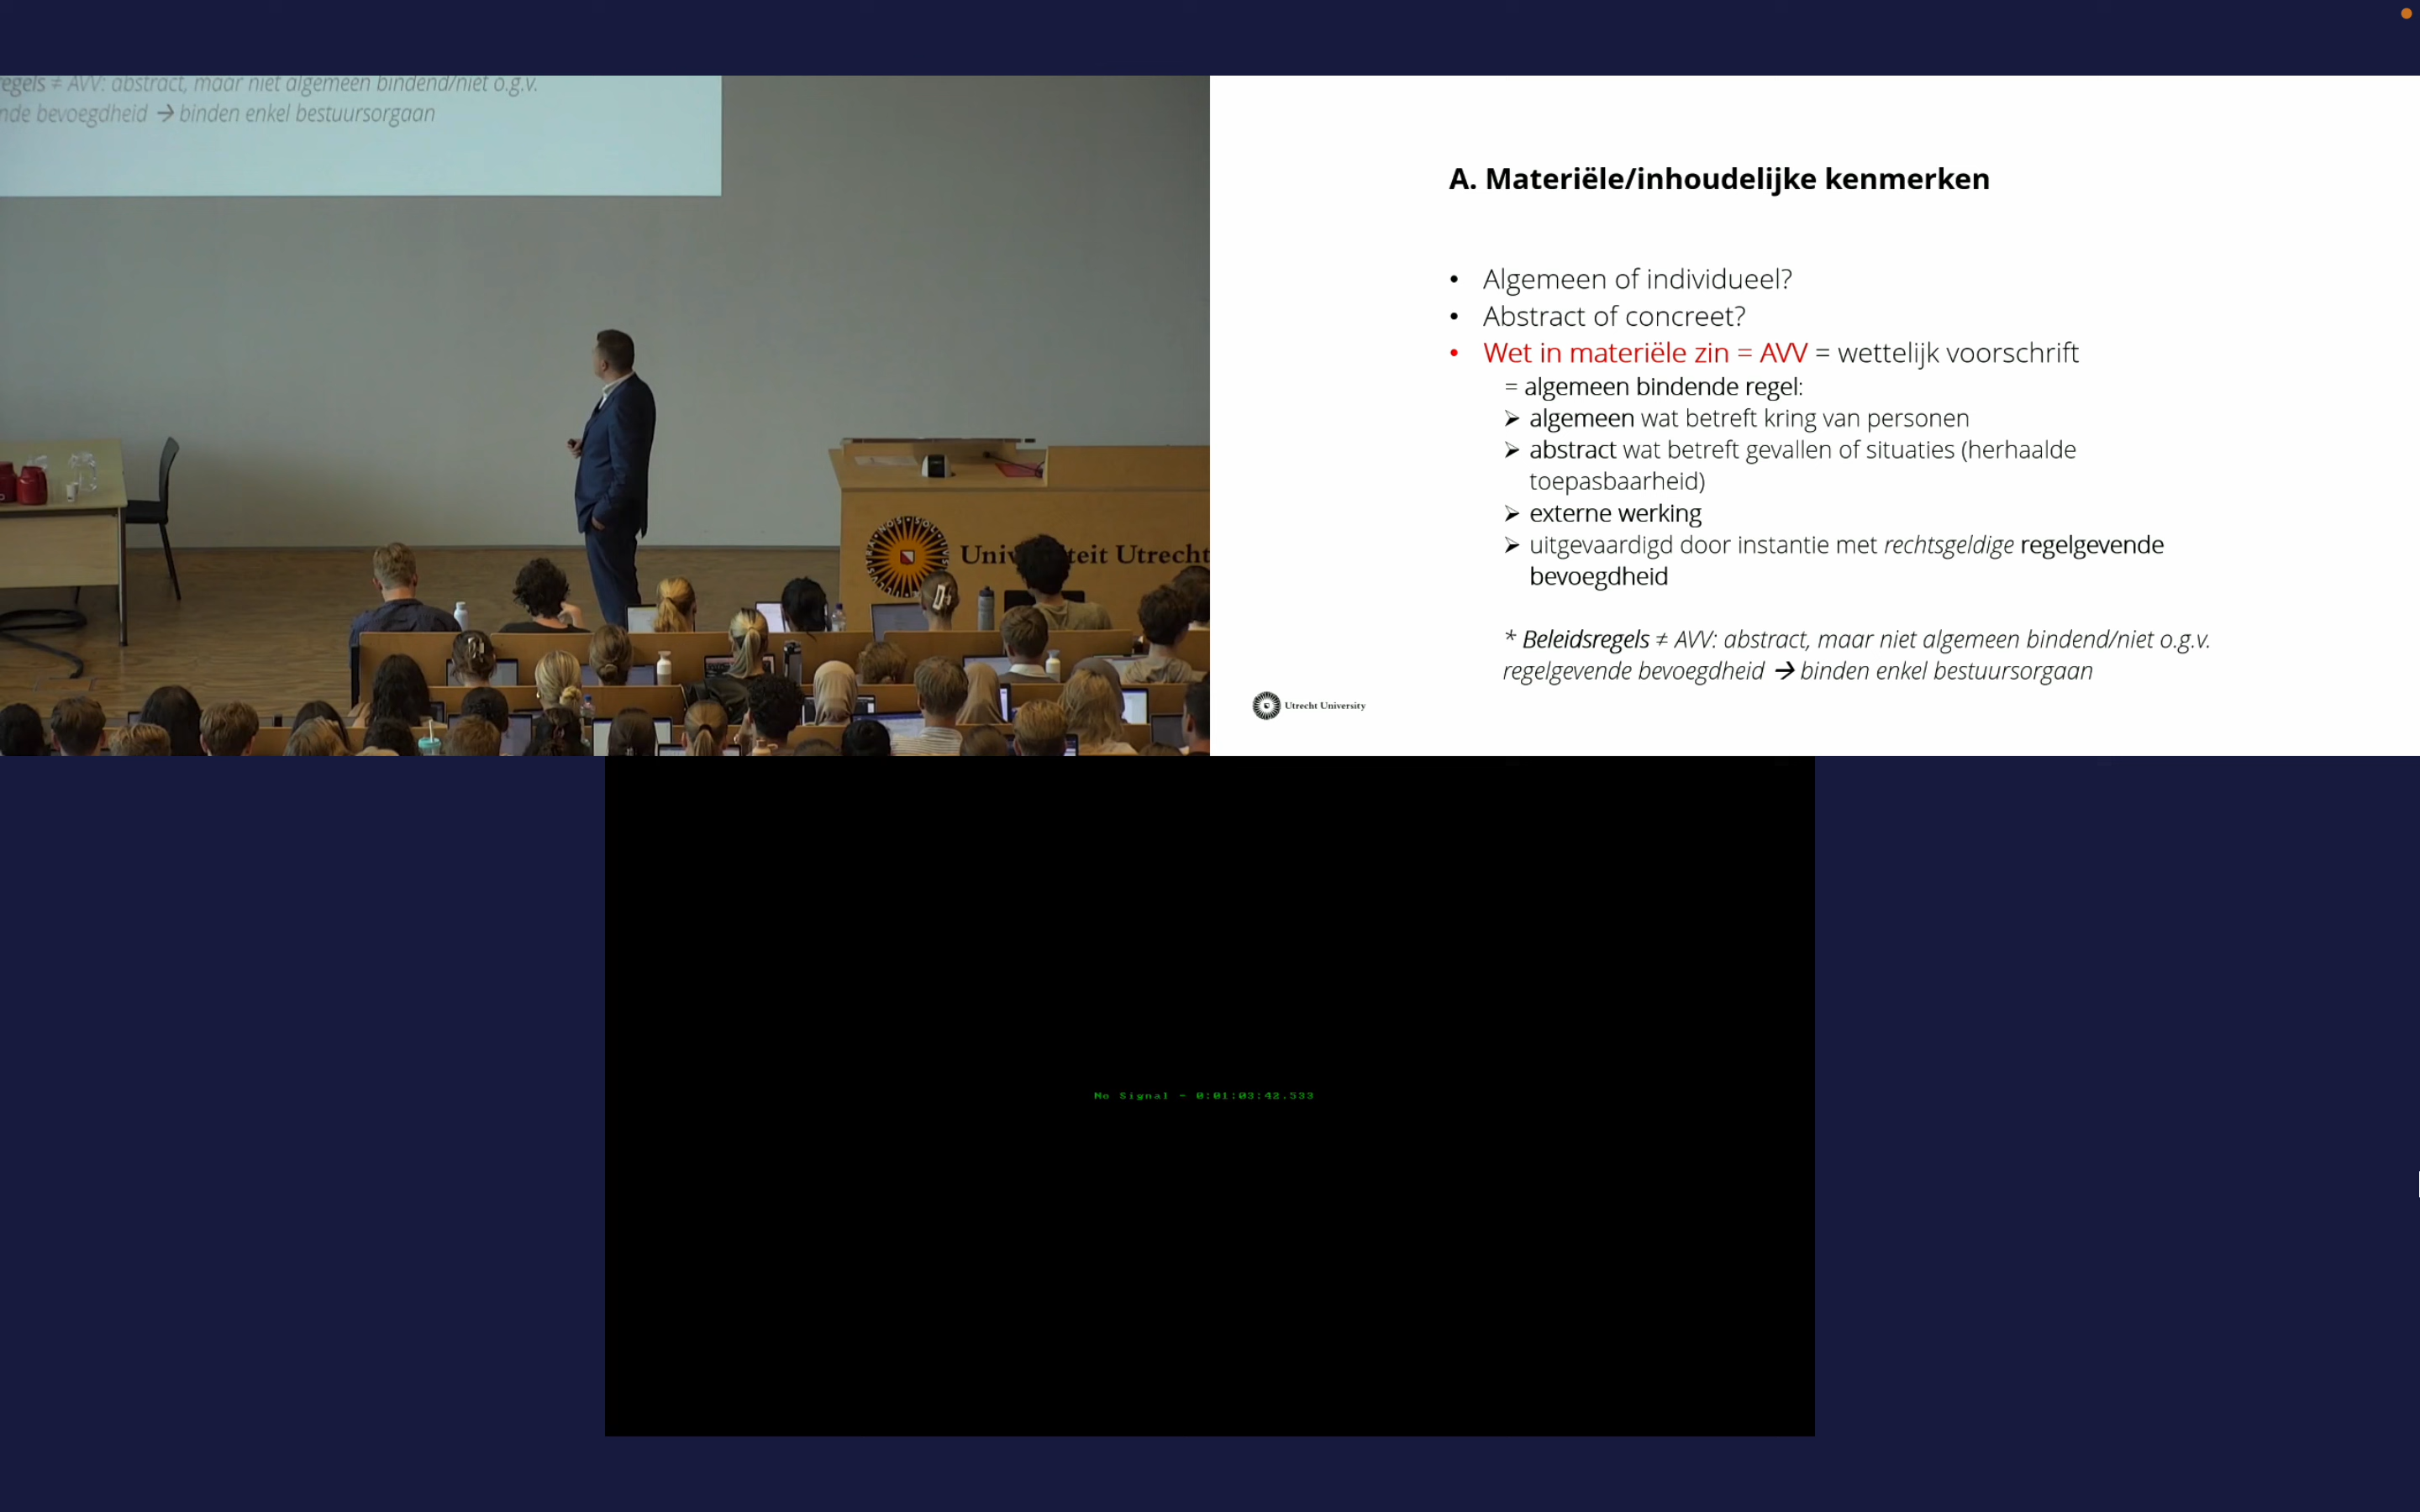 egels ≠ AVV: abstract, maar niet algemeen bindend/niet o.g.v.
nde bevoegdheid → binden enkel bestuursorgaan
Universiteit Utrecht
A. Materiële/inhoudelijke kenmerken
• Algemeen of individueel?
• Abstract of concreet?
• Wet in materiële zin = AVV = wettelijk voorschrift
= algemeen bindende regel:
➢ algemeen wat betreft kring van personen
➢ abstract wat betreft gevallen of situaties (herhaalde
toepasbaarheid)
➢ externe werking
➢ uitgevaardigd door instantie met rechtsgeldige regelgevende
bevoegdheid
* Beleidsregels ≠ AVV: abstract, maar niet algemeen bindend/niet o.g.v.
regelgevende bevoegdheid → binden enkel bestuursorgaan
Utrecht University
No Signal - 0:01:03:42.533